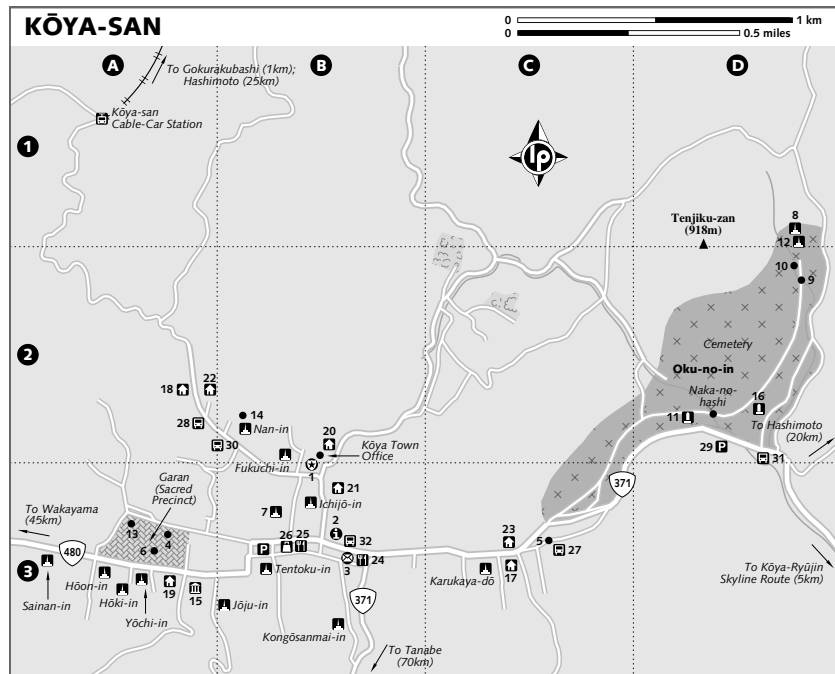 KŌYA-SAN
0 1 km
0 0.5 miles
A
B
C
D
To Gokurakubashi (1km);
Hashimoto (25km)
Kōya-san
Cable-Car Station
1
lp
Tenjiku-zan
(918m)
8
12
10
9
2
Cemetery
Oku-no-in
Naka-no-
hashi
16
11
To Hashimoto
(20km)
29
31
18
22
28
14
Nan-in
30
20
Kōya Town
Office
Fukuchi-in
1
371
Garan
(Sacred
Precinct)
21
Ichijō-in
7
2
To Wakayama
(45km)
13
4
6
26
25
32
23
5
27
480
3
P
3
24
Tentoku-in
Karukaya-dō
17
To Kōya-Ryūjin
Skyline Route (5km)
Sainan-in
Hōon-in
Hōki-in
Yōchi-in
19
15
Jōju-in
371
Kongōsanmai-in
To Tanabe
(70km)
P
i